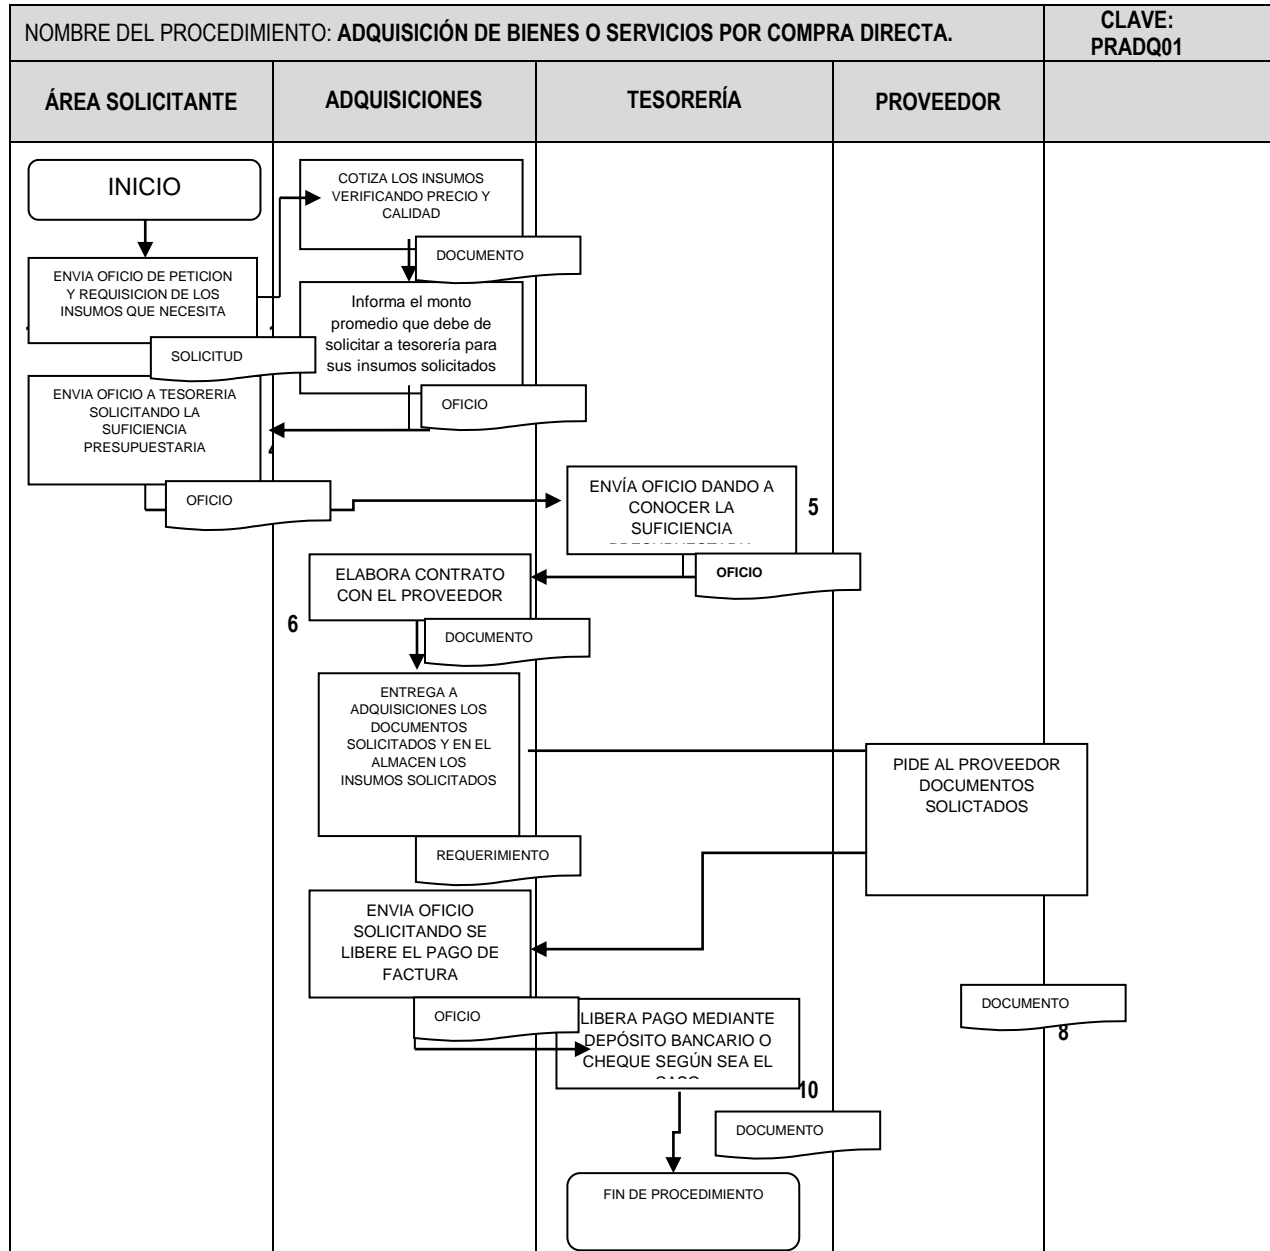 NOMBRE DEL PROCEDIMIENTO: ADQUISICIÓN DE BIENES O SERVICIOS POR COMPRA DIRECTA.
CLAVE:
PRADQ01
ÁREA SOLICITANTE
ADQUISICIONES
TESORERÍA
PROVEEDOR
INICIO
COTIZA LOS INSUMOS
VERIFICANDO PRECIO Y
CALIDAD
DOCUMENTO
ENVIA OFICIO DE PETICION
Y REQUISICION DE LOS
INSUMOS QUE NECESITA
SOLICITUD
Informa el monto
promedio que debe de
solicitar a tesorería para
sus insumos solicitados
OFICIO
ENVIA OFICIO A TESORERIA
SOLICITANDO LA
SUFICIENCIA
PRESUPUESTARIA
OFICIO
ENVÍA OFICIO DANDO A
CONOCER LA
SUFICIENCIA
5
OFICIO
ELABORA CONTRATO
CON EL PROVEEDOR
6
DOCUMENTO
ENTREGA A
ADQUISICIONES LOS
DOCUMENTOS
SOLICITADOS Y EN EL
ALMACEN LOS
INSUMOS SOLICITADOS
REQUERIMIENTO
PIDE AL PROVEEDOR
DOCUMENTOS
SOLICTADOS
DOCUMENTO
8
ENVIA OFICIO
SOLICITANDO SE
LIBERE EL PAGO DE
FACTURA
OFICIO
LIBERA PAGO MEDIANTE
DEPÓSITO BANCARIO O
CHEQUE SEGÚN SEA EL
10
DOCUMENTO
FIN DE PROCEDIMIENTO